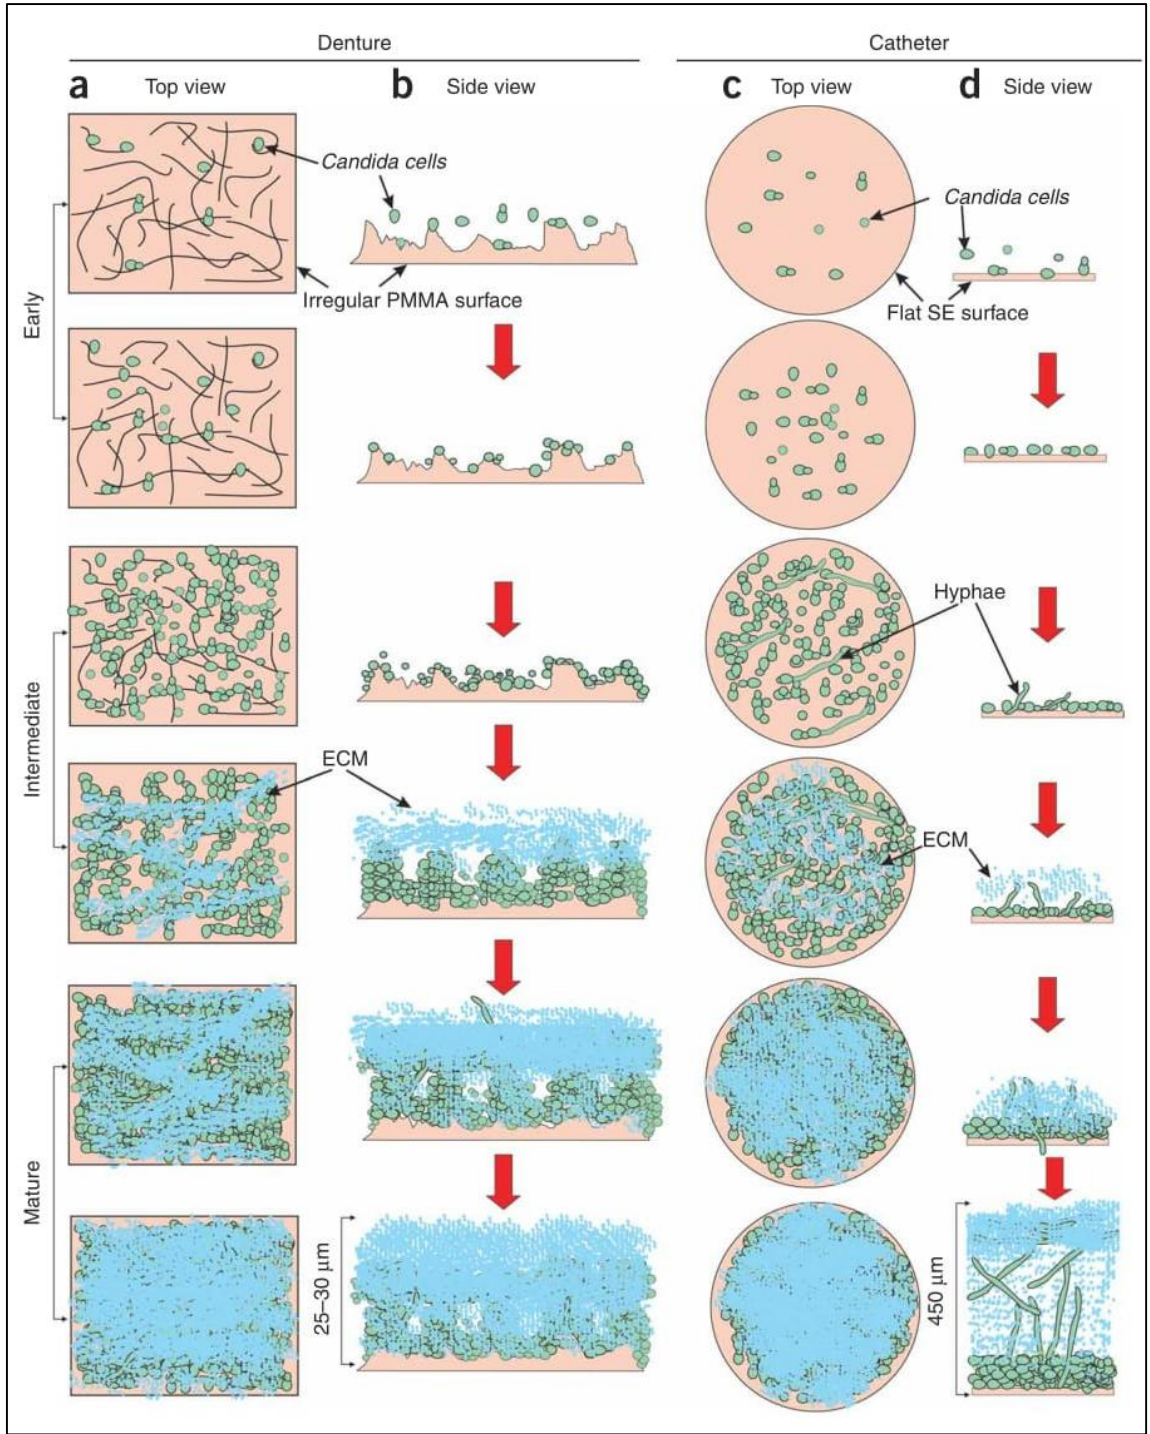 Denture
Catheter
a Top view
b Side view
c Top view
d Side view
Candida cells
Candida cells
Irregular PMMA surface
Flat SE surface
Early
Hyphae
Intermediate
ECM
ECM
Mature
25–30 µm
450 µm